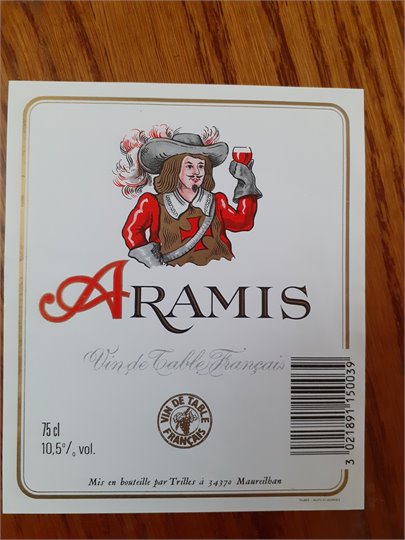 ARAMIS
Vin de Table Français
VIN DE TABLE
FRANÇAIS
75 cl
10,5°/₀ vol.
3 021891 150039
Mis en bouteille par Trilles à 34370 Maureilhan